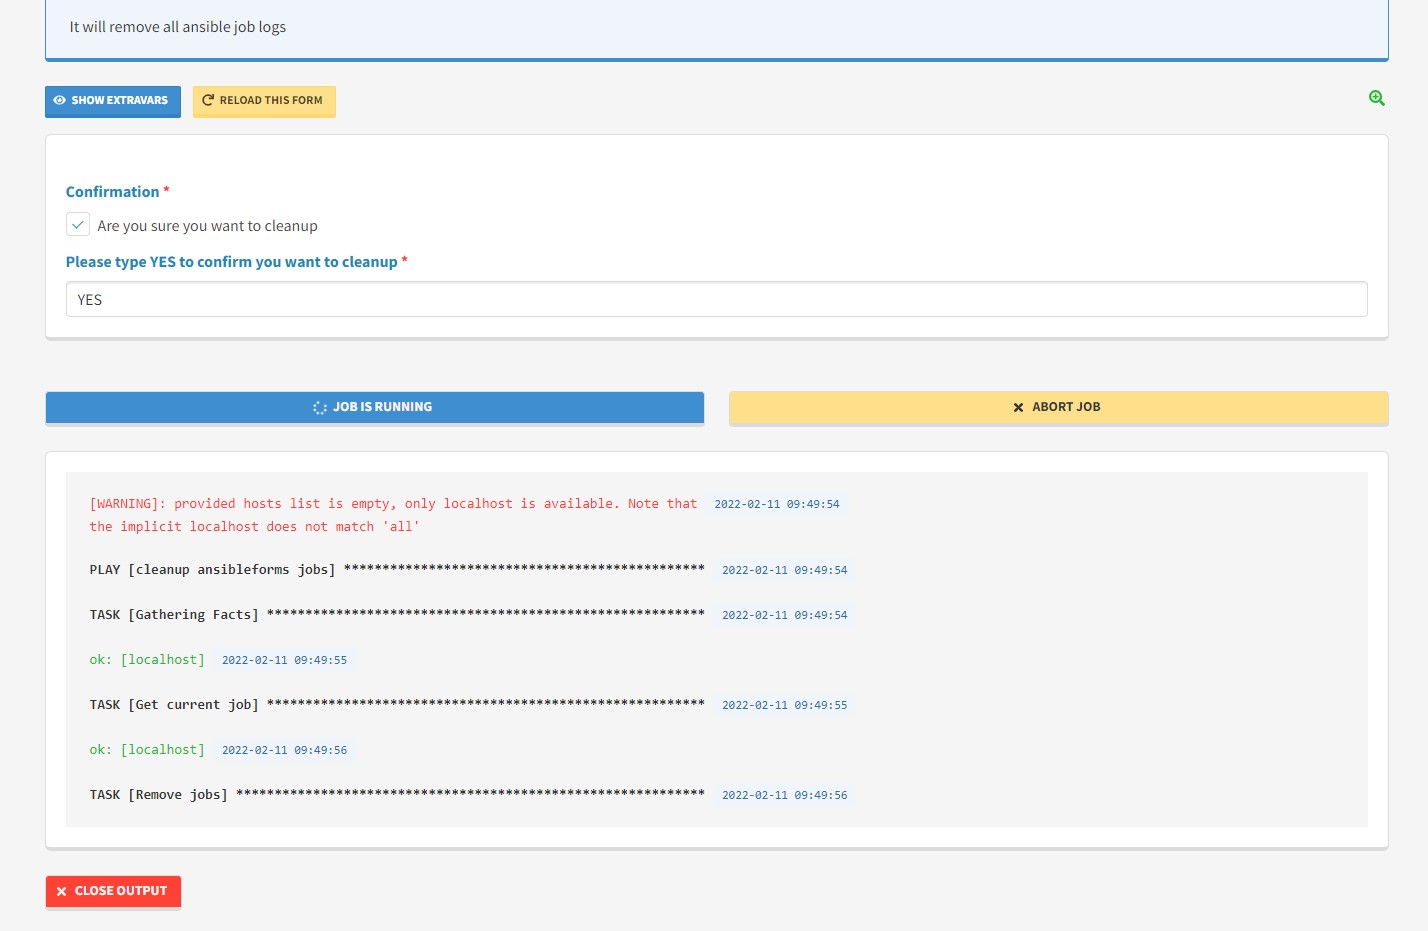 It will remove all ansible job logs
SHOW EXTRAVARS RELOAD THIS FORM
Confirmation *
Are you sure you want to cleanup
Please type YES to confirm you want to cleanup *
YES
JOB IS RUNNING ABORT JOB
[WARNING]: provided hosts list is empty, only localhost is available. Note that 2022-02-11 09:49:54
the implicit localhost does not match 'all'
PLAY [cleanup ansibleforms jobs] *********************************************** 2022-02-11 09:49:54
TASK [Gathering Facts] ********************************************************* 2022-02-11 09:49:54
ok: [localhost] 2022-02-11 09:49:55
TASK [Get current job] ********************************************************* 2022-02-11 09:49:55
ok: [localhost] 2022-02-11 09:49:56
TASK [Remove jobs] ************************************************************* 2022-02-11 09:49:56
CLOSE OUTPUT